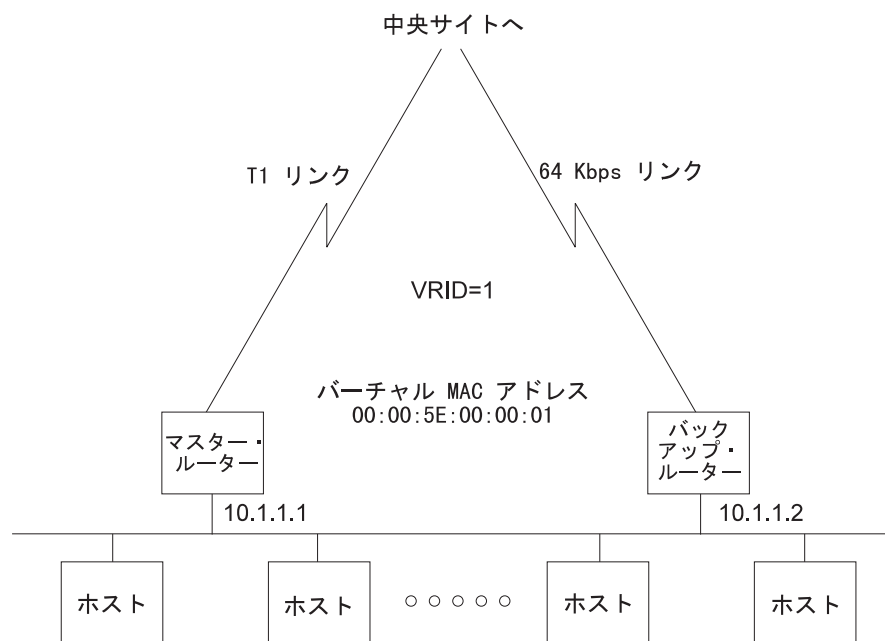 中央サイトへ
T1 リンク
64 Kbps リンク
VRID=1
バーチャル MAC アドレス
00:00:5E:00:00:01
マスター・
ルーター
バック
アップ・
ルーター
10.1.1.1
10.1.1.2
ホスト
ホスト
ホスト
ホスト